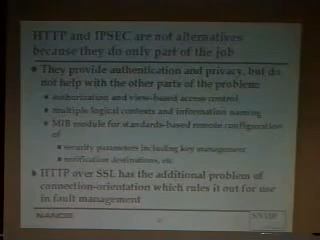 HTTP and IPSEC are not alternatives
because they do only part of the job
They provide authentication and privacy, but do
not help with the other parts of the problem:
authorization and view-based access control
multiple logical contexts and information naming
MIB module for standards-based remote configuration
of
security parameters including key management
notification destinations, etc
HTTP over SSL has the additional problem of
connection-orientation which rules it out for use
in fault management
NANOG